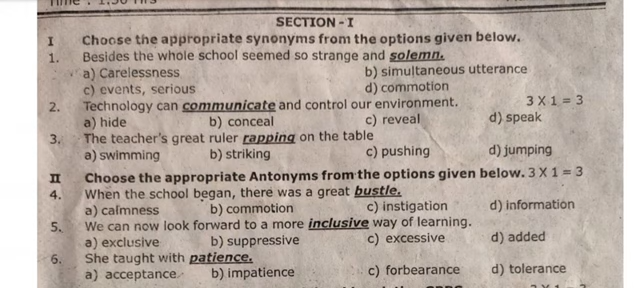 Time : 1.30 Hrs
SECTION - I
I Choose the appropriate synonyms from the options given below.
1. Besides the whole school seemed so strange and solemn.
a) Carelessness b) simultaneous utterance
c) events, serious d) commotion
2. Technology can communicate and control our environment. 3 X 1 = 3
a) hide b) conceal c) reveal d) speak
3. The teacher's great ruler rapping on the table
a) swimming b) striking c) pushing d) jumping
II Choose the appropriate Antonyms from the options given below. 3 X 1 = 3
4. When the school began, there was a great bustle.
a) calmness b) commotion c) instigation d) information
5. We can now look forward to a more inclusive way of learning.
a) exclusive b) suppressive c) excessive d) added
6. She taught with patience.
a) acceptance b) impatience c) forbearance d) tolerance